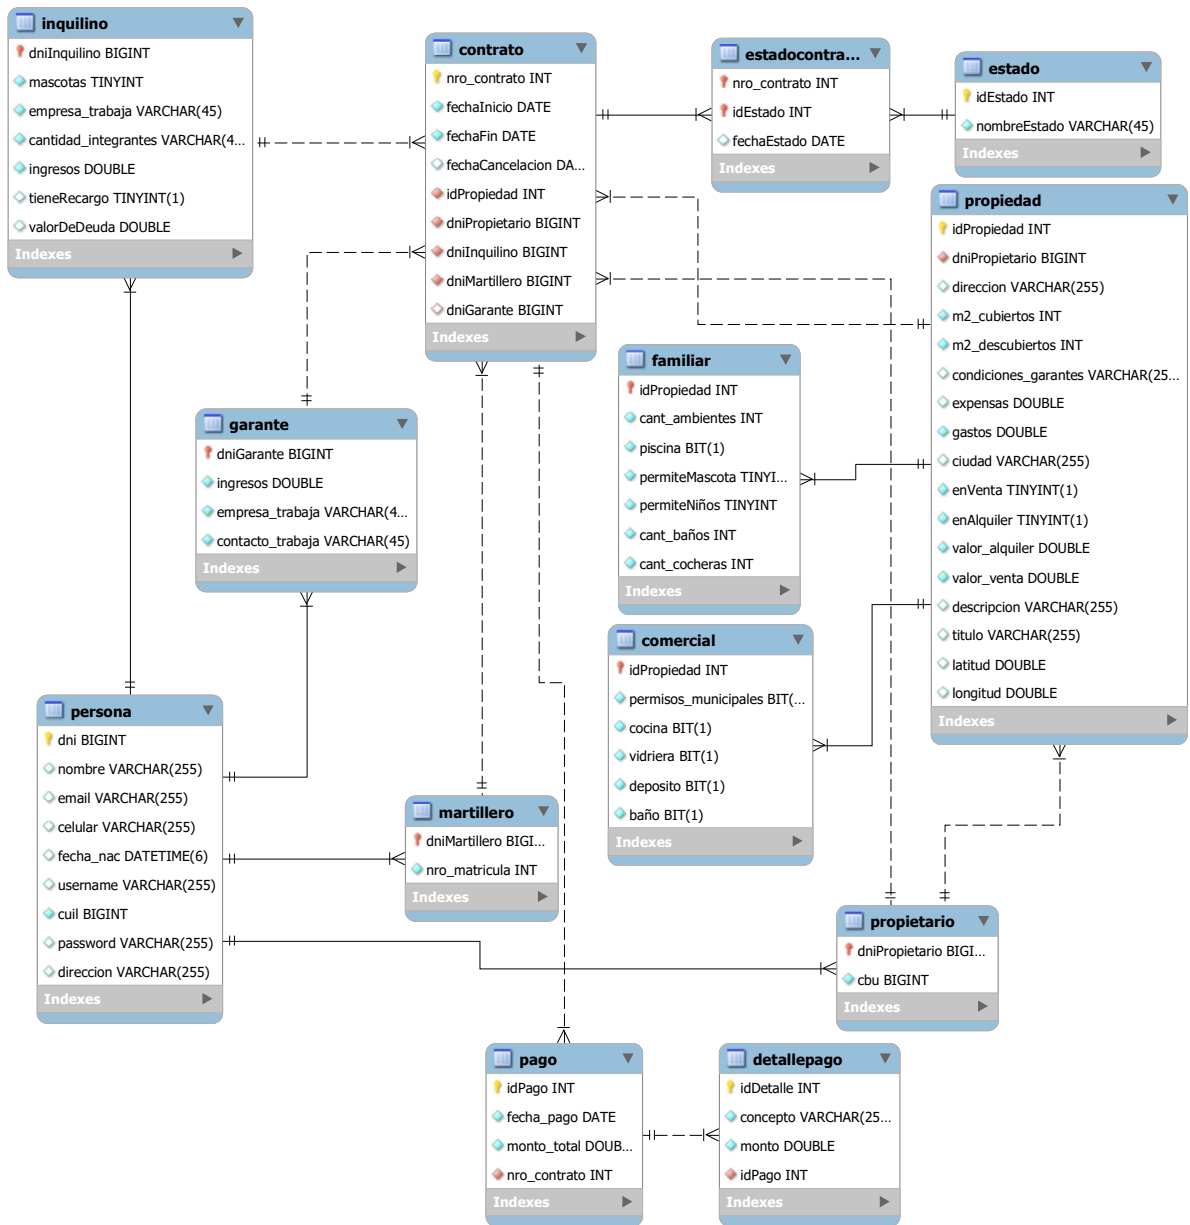 inquilino
dniInquilino BIGINT
mascotas TINYINT
empresa_trabaja VARCHAR(45)
cantidad_integrantes VARCHAR(4...
ingresos DOUBLE
tieneRecargo TINYINT(1)
valorDeDeuda DOUBLE
Indexes
contrato
nro_contrato INT
fechaInicio DATE
fechaFin DATE
fechaCancelacion DA...
idPropiedad INT
dniPropietario BIGINT
dniInquilino BIGINT
dniMartillero BIGINT
dniGarante BIGINT
Indexes
estadocontra...
nro_contrato INT
idEstado INT
fechaEstado DATE
Indexes
estado
idEstado INT
nombreEstado VARCHAR(45)
Indexes
propiedad
idPropiedad INT
dniPropietario BIGINT
direccion VARCHAR(255)
m2_cubiertos INT
m2_descubiertos INT
condiciones_garantes VARCHAR(25...
expensas DOUBLE
gastos DOUBLE
ciudad VARCHAR(255)
enVenta TINYINT(1)
enAlquiler TINYINT(1)
valor_alquiler DOUBLE
valor_venta DOUBLE
descripcion VARCHAR(255)
titulo VARCHAR(255)
latitud DOUBLE
longitud DOUBLE
Indexes
familiar
idPropiedad INT
cant_ambientes INT
piscina BIT(1)
permiteMascota TINYI...
permiteNiños TINYINT
cant_baños INT
cant_cocheras INT
Indexes
garante
dniGarante BIGINT
ingresos DOUBLE
empresa_trabaja VARCHAR(4...
contacto_trabaja VARCHAR(45)
Indexes
comercial
idPropiedad INT
permisos_municipales BIT(...
cocina BIT(1)
vidriera BIT(1)
deposito BIT(1)
baño BIT(1)
Indexes
persona
dni BIGINT
nombre VARCHAR(255)
email VARCHAR(255)
celular VARCHAR(255)
fecha_nac DATETIME(6)
username VARCHAR(255)
cuil BIGINT
password VARCHAR(255)
direccion VARCHAR(255)
Indexes
martillero
dniMartillero BIGI...
nro_matricula INT
Indexes
propietario
dniPropietario BIGI...
cbu BIGINT
Indexes
pago
idPago INT
fecha_pago DATE
monto_total DOUB...
nro_contrato INT
Indexes
detallepago
idDetalle INT
concepto VARCHAR(25...
monto DOUBLE
idPago INT
Indexes